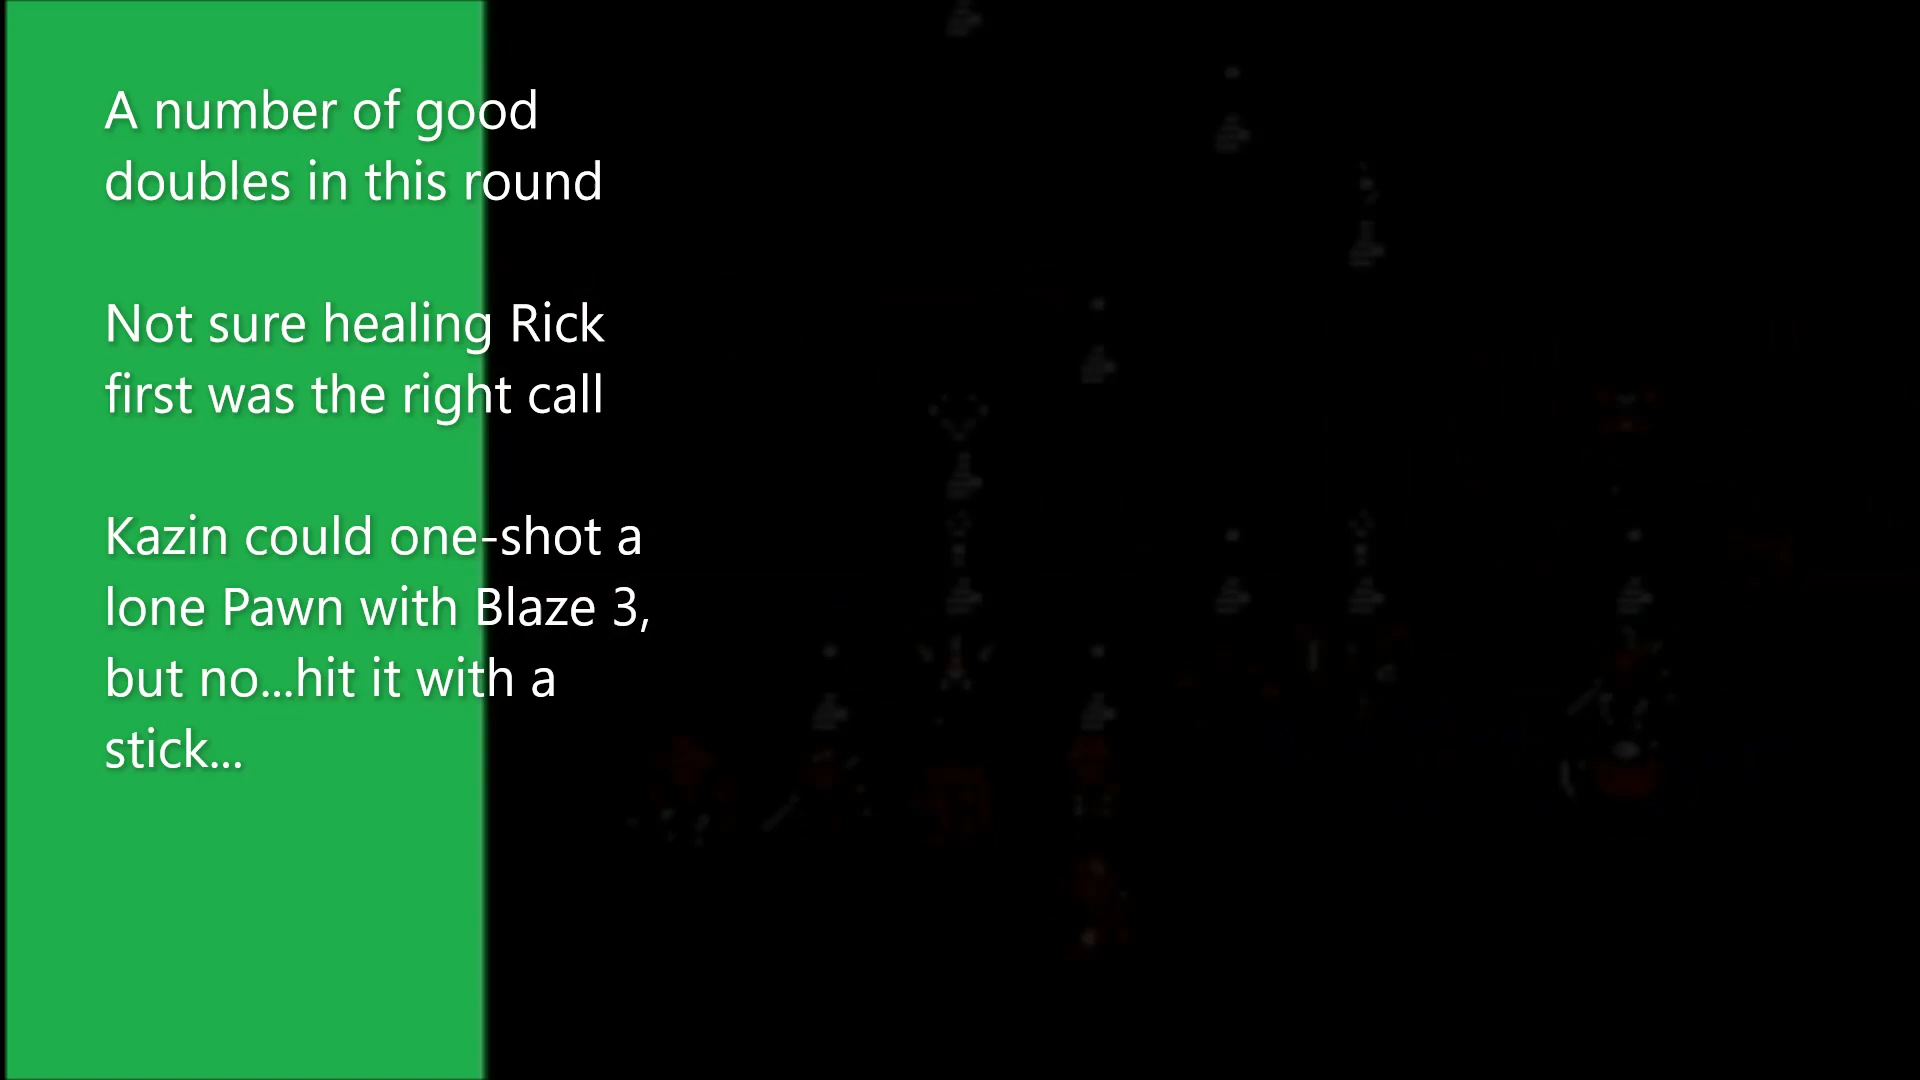 A number of good
doubles in this round
Not sure healing Rick
first was the right call
Kazin could one-shot a
lone Pawn with Blaze 3,
but no...hit it with a
stick...